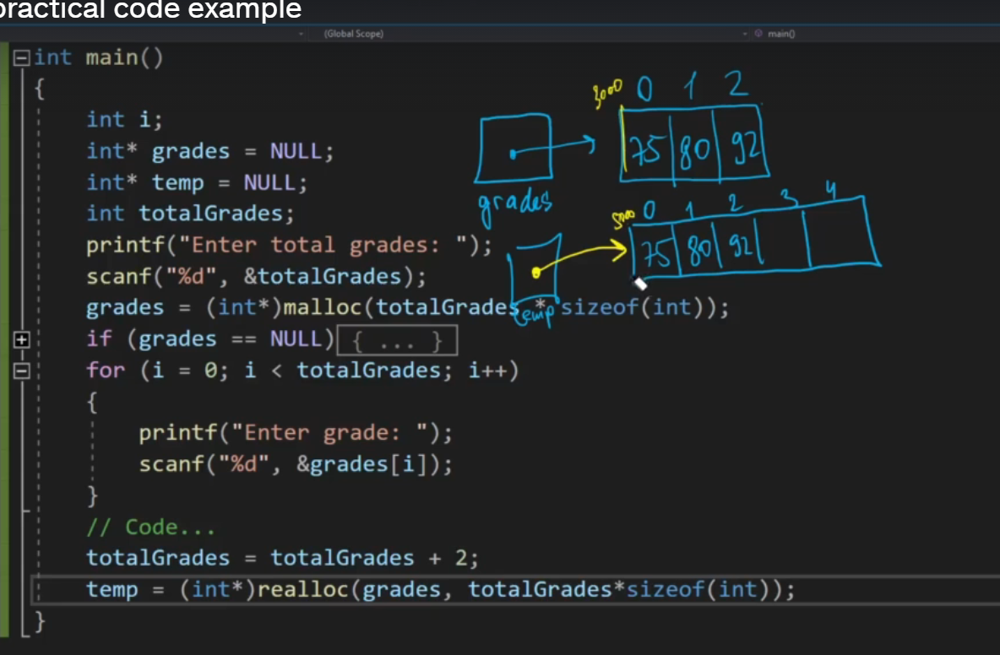 practical code example
(Global Scope) main()
int main()
{
int i;
int* grades = NULL;
int* temp = NULL;
int totalGrades;
printf("Enter total grades: ");
scanf("%d", &totalGrades);
grades = (int*)malloc(totalGrades * sizeof(int));
if (grades == NULL) { ... }
for (i = 0; i < totalGrades; i++)
{
printf("Enter grade: ");
scanf("%d", &grades[i]);
}
// Code...
totalGrades = totalGrades + 2;
temp = (int*)realloc(grades, totalGrades*sizeof(int));
}
3000 0 1 2
75 80 92
grades
5000 0 1 2 3 4
75 80 92
temp